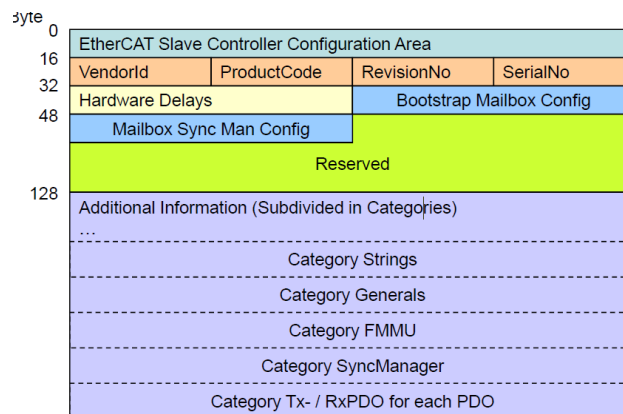 Byte
0
EtherCAT Slave Controller Configuration Area
16
VendorId ProductCode RevisionNo SerialNo
32
Hardware Delays Bootstrap Mailbox Config
48
Mailbox Sync Man Config
Reserved
128
Additional Information (Subdivided in Categories)
…
Category Strings
Category Generals
Category FMMU
Category SyncManager
Category Tx- / RxPDO for each PDO